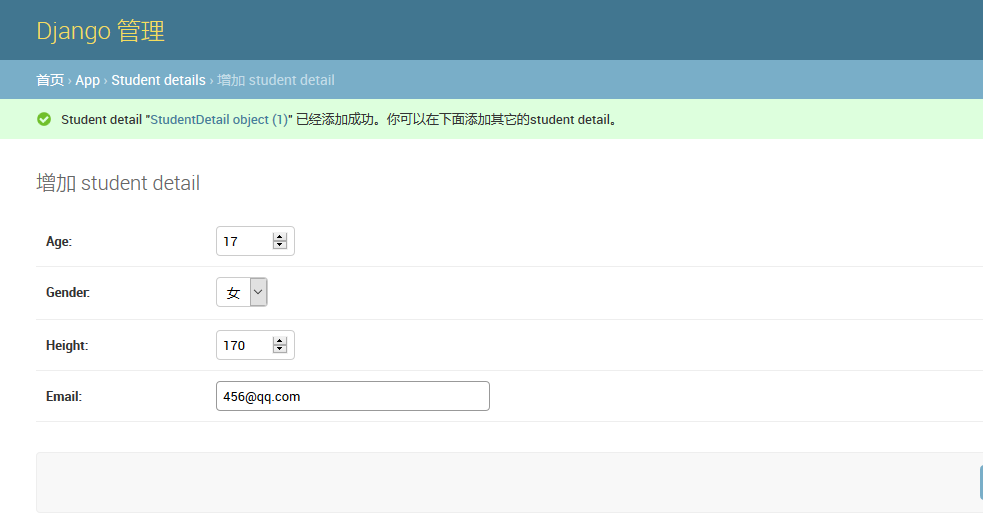 Django 管理
首页 › App › Student details › 增加 student detail
Student detail "StudentDetail object (1)" 已经添加成功。你可以在下面添加其它的student detail。
增加 student detail
Age: 17
Gender: 女
Height: 170
Email: 456@qq.com